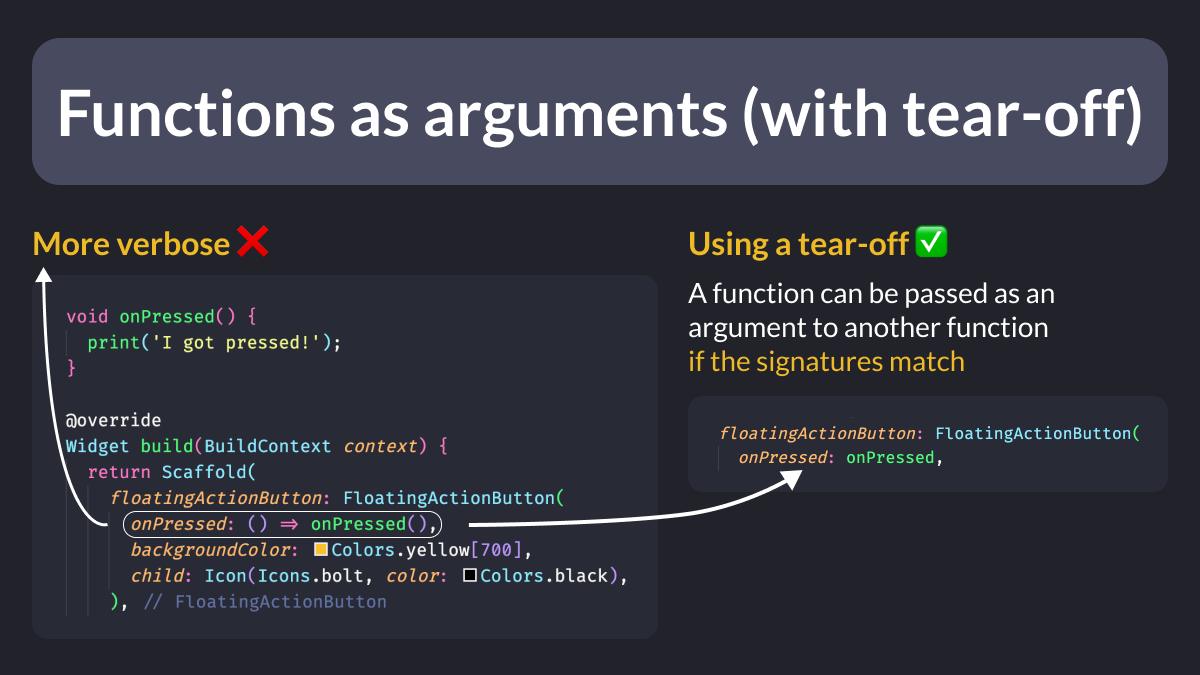 Functions as arguments (with tear-off)
More verbose ❌
void onPressed() {
  print('I got pressed!');
}
@override
Widget build(BuildContext context) {
  return Scaffold(
    floatingActionButton: FloatingActionButton(
      onPressed: () => onPressed(),
      backgroundColor: Colors.yellow[700],
      child: Icon(Icons.bolt, color: Colors.black),
    ), // FloatingActionButton
Using a tear-off ✅
A function can be passed as an
argument to another function
if the signatures match
floatingActionButton: FloatingActionButton(
  onPressed: onPressed,